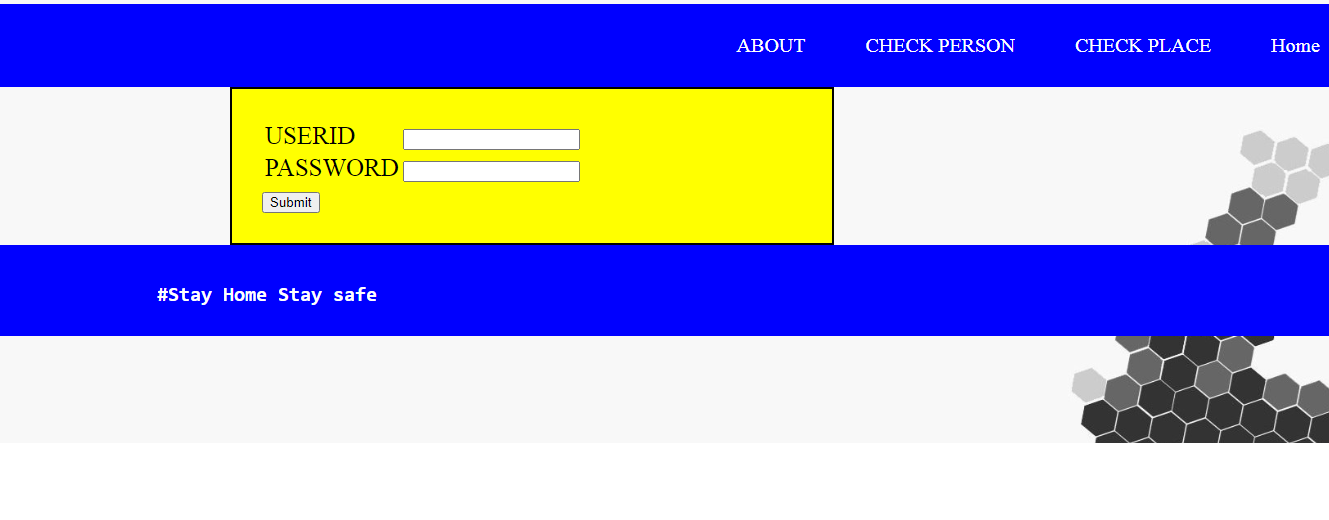 ABOUT CHECK PERSON CHECK PLACE Home
USERID
PASSWORD
Submit
#Stay Home Stay safe